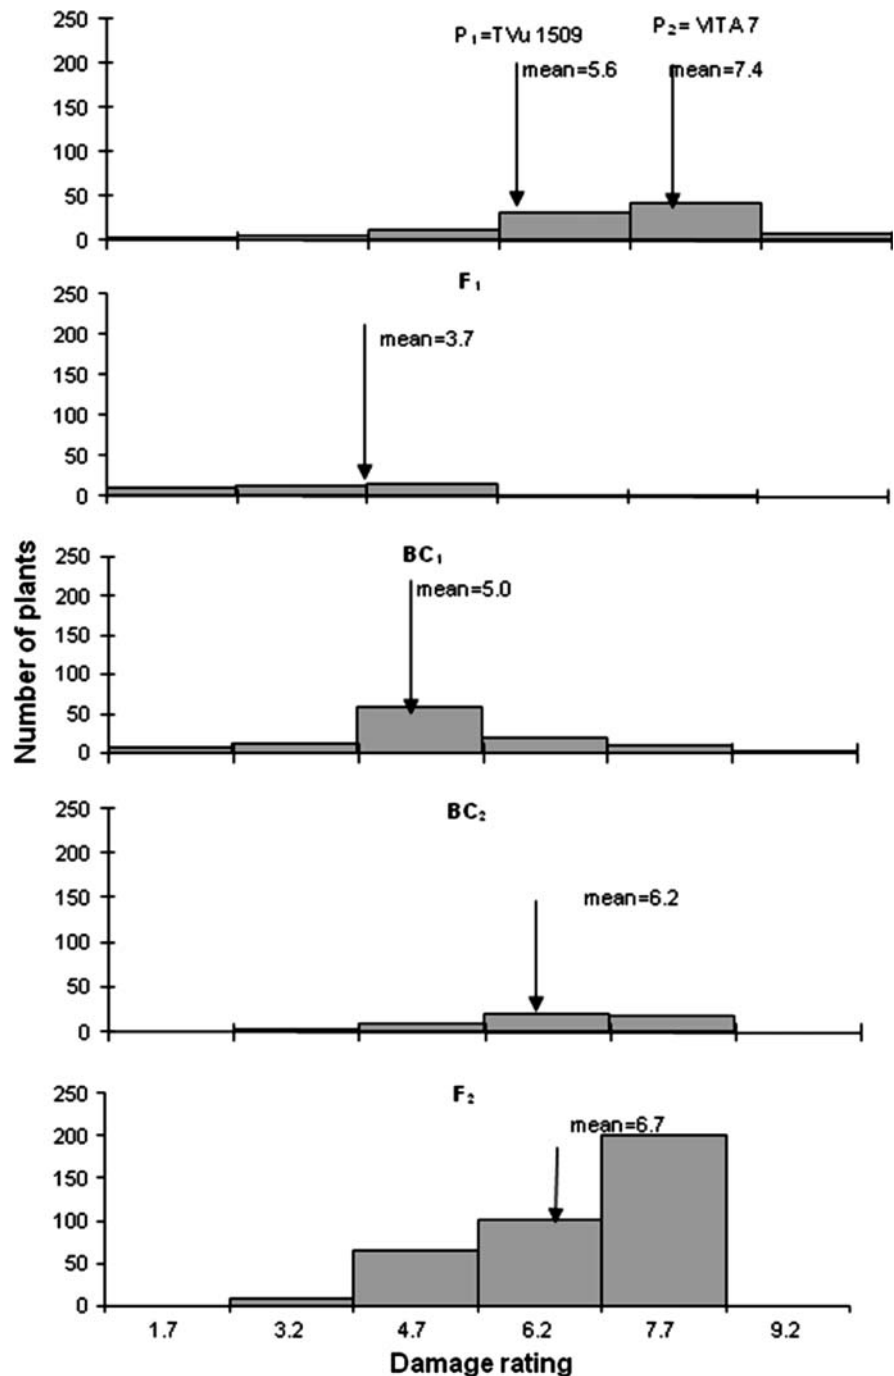 P₁=TVu 1509
P₂= VITA 7
mean=5.6
mean=7.4
250
200
150
100
50
0
F₁
250
200
150
100
50
0
mean=3.7
BC₁
250
200
150
100
50
0
mean=5.0
Number of plants
BC₂
250
200
150
100
50
0
mean=6.2
F₂
250
200
150
100
50
0
mean=6.7
1.7 3.2 4.7 6.2 7.7 9.2
Damage rating